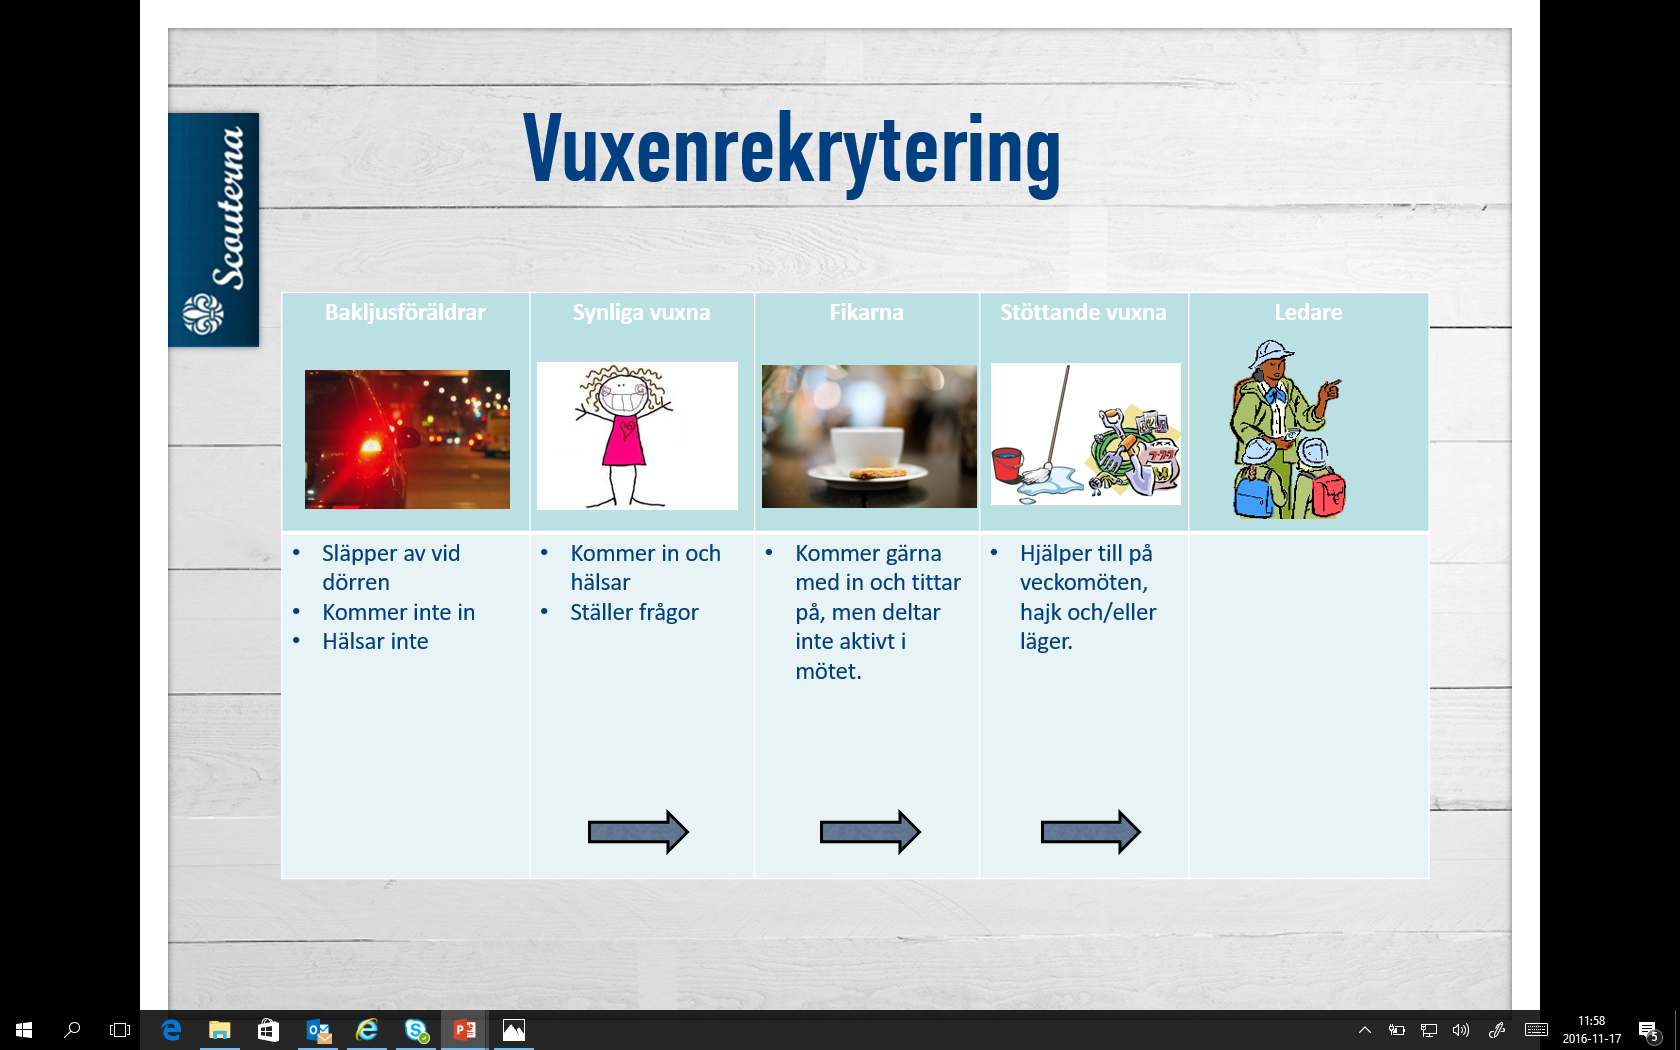 Vuxenrekrytering
Scouterna
Bakljusföräldrar
Synliga vuxna
Fikarna
Stöttande vuxna
Ledare
• Släpper av vid
dörren
• Kommer inte in
• Hälsar inte
• Kommer in och
hälsar
• Ställer frågor
• Kommer gärna
med in och tittar
på, men deltar
inte aktivt i
mötet.
• Hjälper till på
veckomöten,
hajk och/eller
läger.
11:58
2016-11-17
5